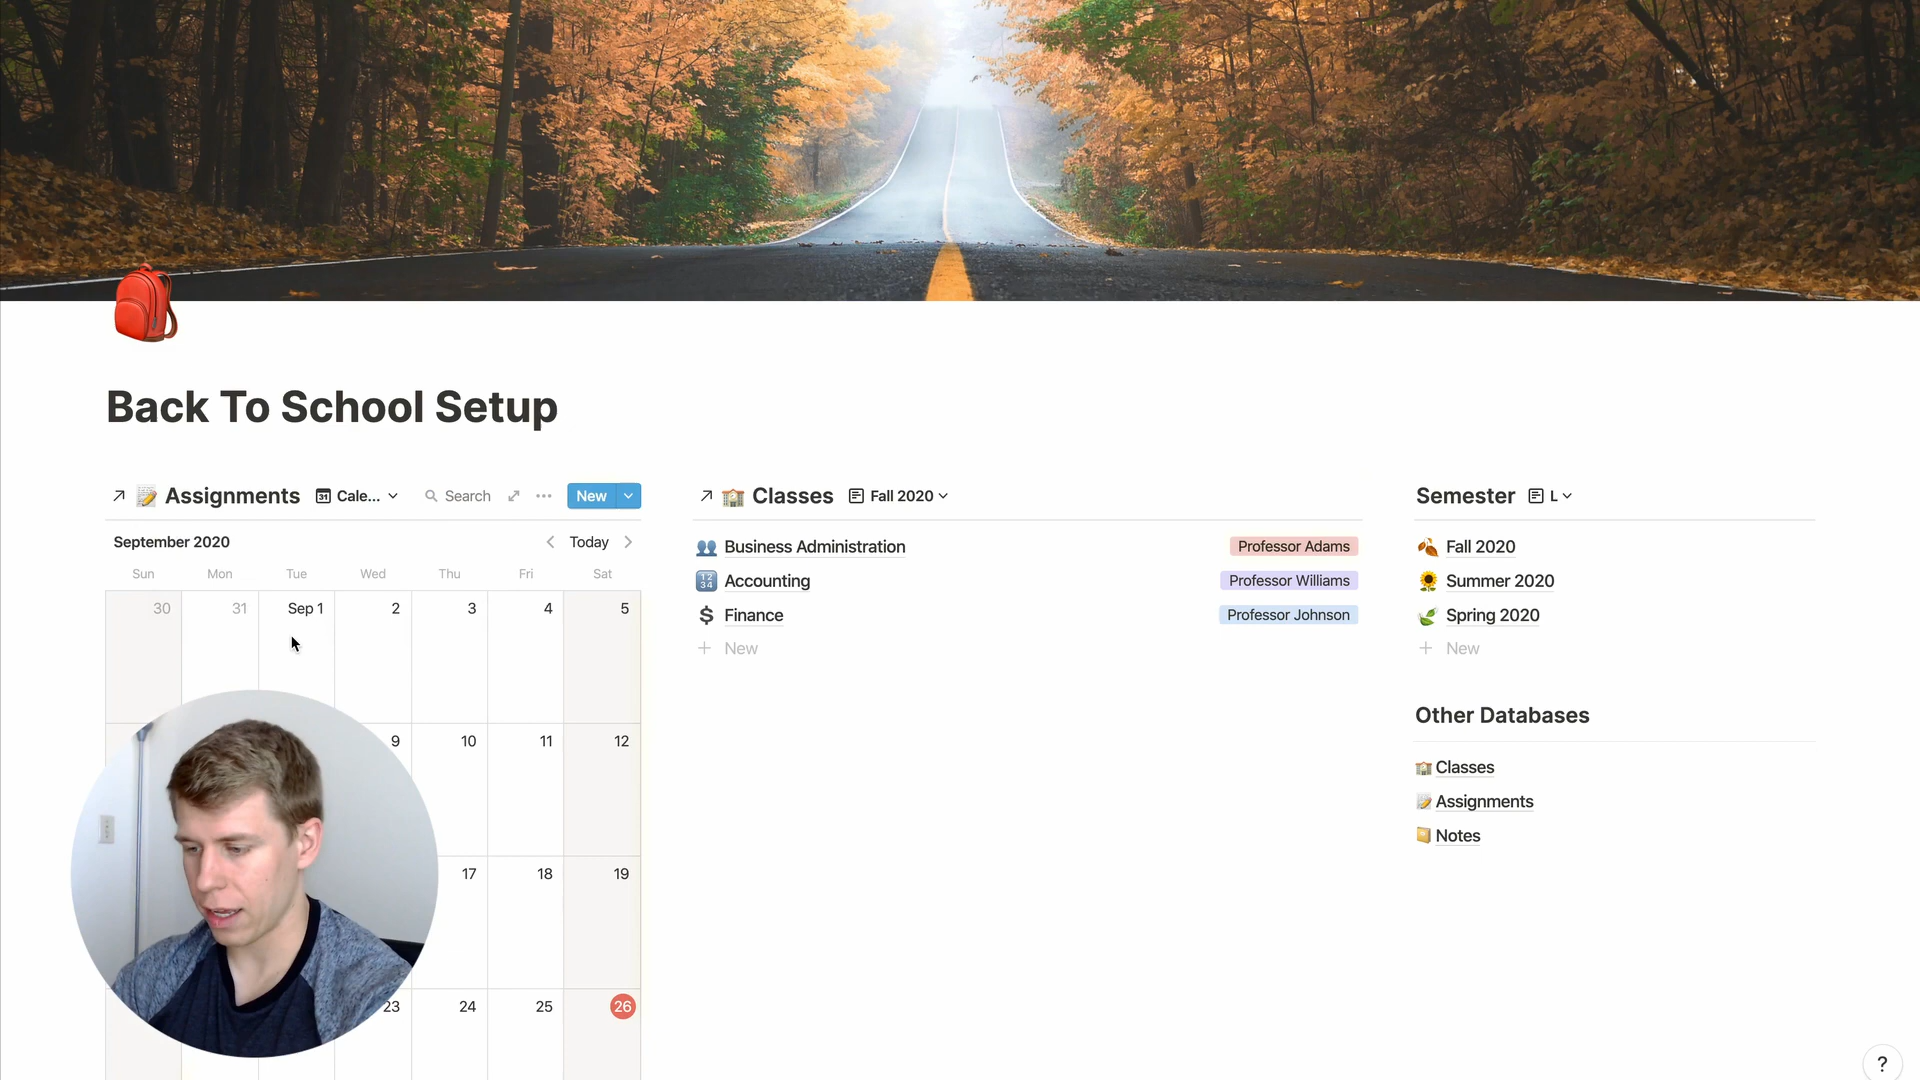 Back To School Setup
Assignments Cale... Search ... New
September 2020 Today
Sun Mon Tue Wed Thu Fri Sat
30 31 Sep 1 2 3 4 5
9 10 11 12
17 18 19
23 24 25 26
Classes Fall 2020
Business Administration Professor Adams
1234 Accounting Professor Williams
$ Finance Professor Johnson
+ New
Semester L
Fall 2020
Summer 2020
Spring 2020
+ New
Other Databases
Classes
Assignments
Notes
?